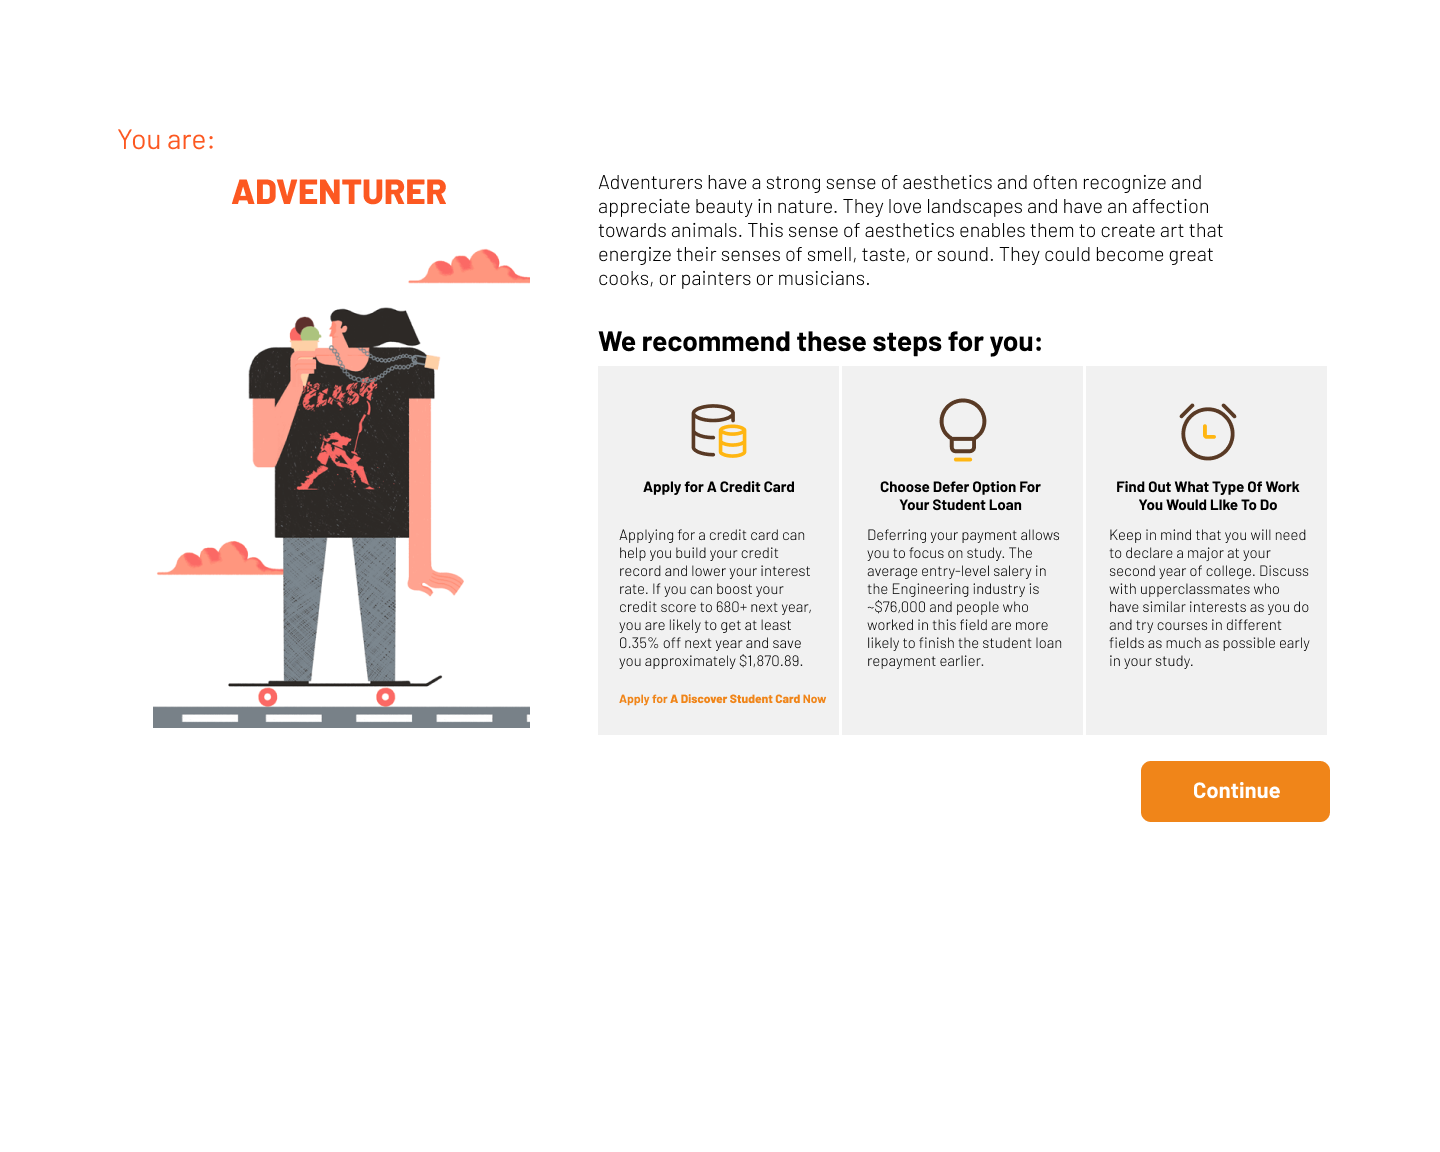 You are:
ADVENTURER
Adventurers have a strong sense of aesthetics and often recognize and
appreciate beauty in nature. They love landscapes and have an affection
towards animals. This sense of aesthetics enables them to create art that
energize their senses of smell, taste, or sound. They could become great
cooks, or painters or musicians.
We recommend these steps for you:
Apply for A Credit Card
Applying for a credit card can
help you build your credit
record and lower your interest
rate. If you can boost your
credit score to 680+ next year,
you are likely to get at least
0.35% off next year and save
you approximately $1,870.89.
Apply for A Discover Student Card Now
Choose Defer Option For
Your Student Loan
Deferring your payment allows
you to focus on study. The
average entry-level salery in
the Engineering industry is
~$76,000 and people who
worked in this field are more
likely to finish the student loan
repayment earlier.
Find Out What Type Of Work
You Would LIke To Do
Keep in mind that you will need
to declare a major at your
second year of college. Discuss
with upperclassmates who
have similar interests as you do
and try courses in different
fields as much as possible early
in your study.
Continue
CLASH